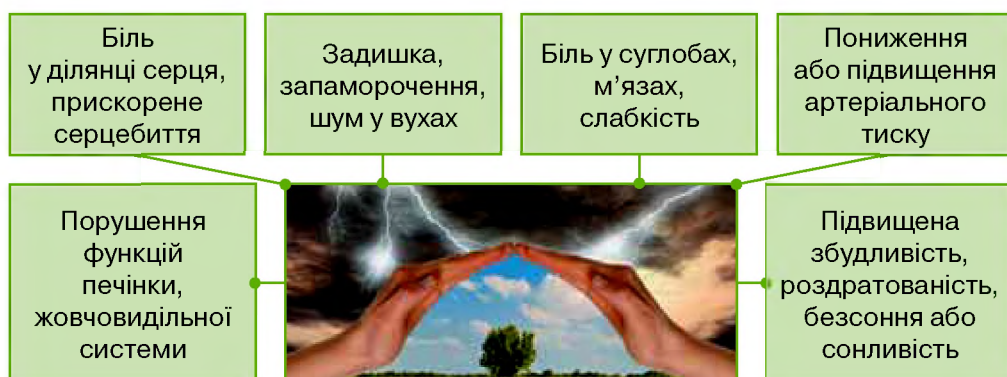 Біль
у ділянці серця,
прискорене
серцебиття
Задишка,
запаморочення,
шум у вухах
Біль у суглобах,
м’язах,
слабкість
Пониження
або підвищення
артеріального
тиску
Порушення
функцій
печінки,
жовчовидільної
системи
Підвищена
збудливість,
роздратованість,
безсоння або
сонливість